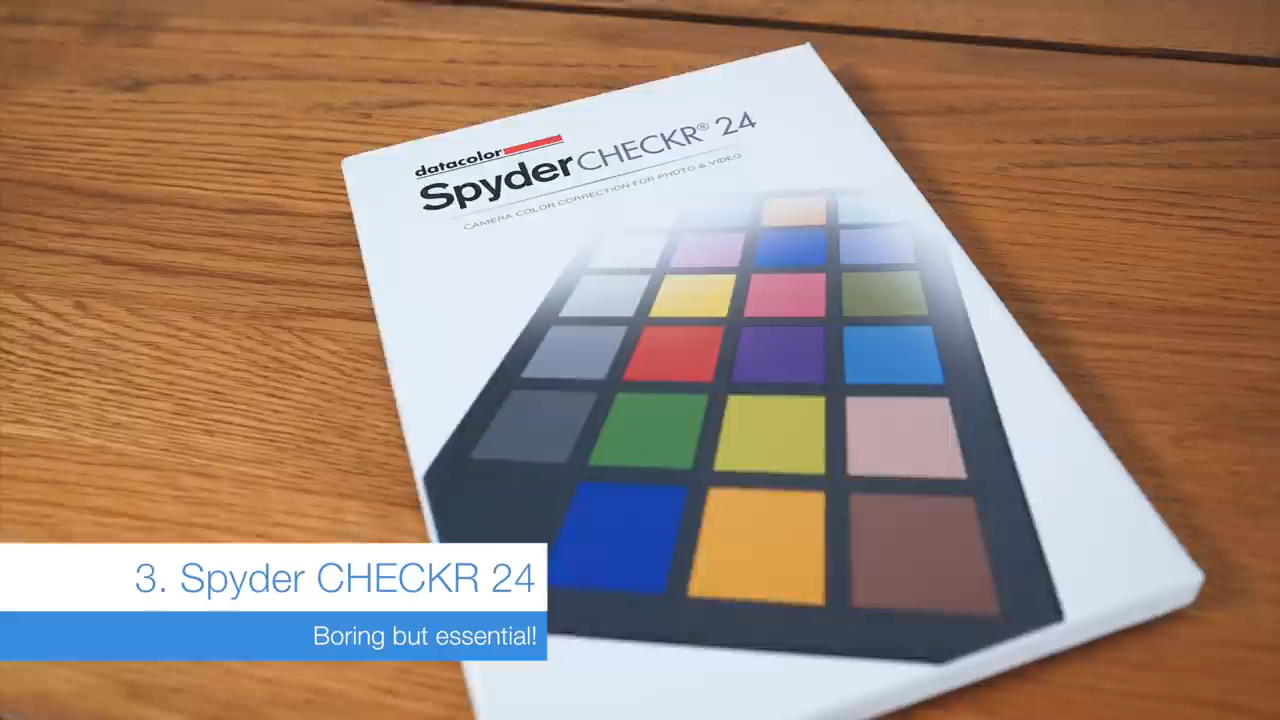 datacolor
SpyderCHECKR® 24
CAMERA COLOR CORRECTION FOR PHOTO & VIDEO
3. Spyder CHECKR 24
Boring but essential!